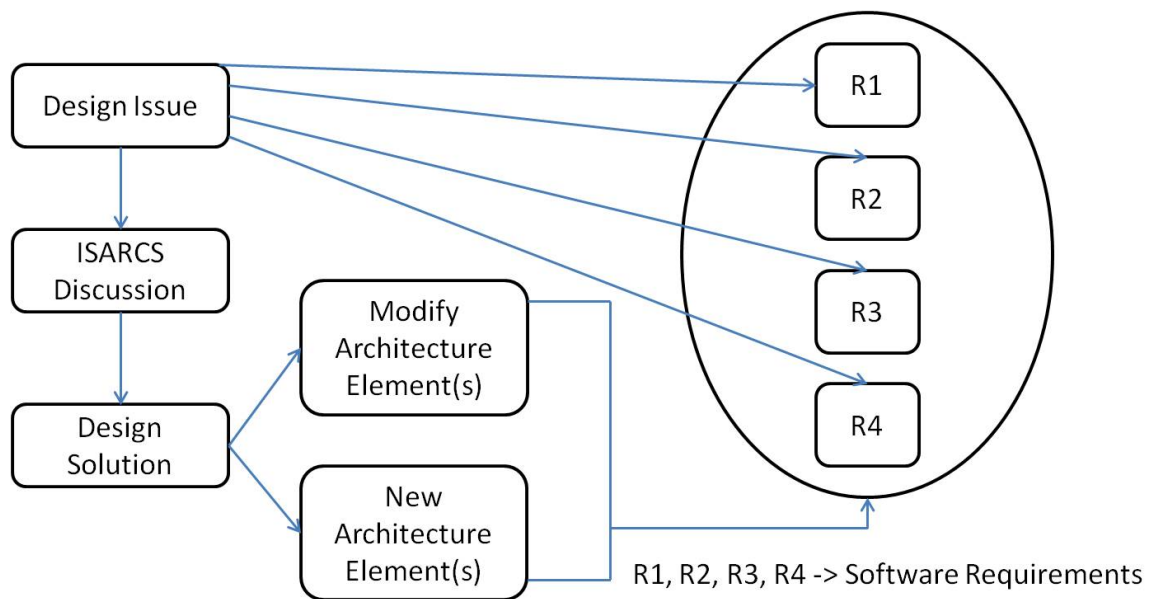 Design Issue
ISARCS
Discussion
Design
Solution
Modify
Architecture
Element(s)
New
Architecture
Element(s)
R1
R2
R3
R4
R1, R2, R3, R4 -> Software Requirements